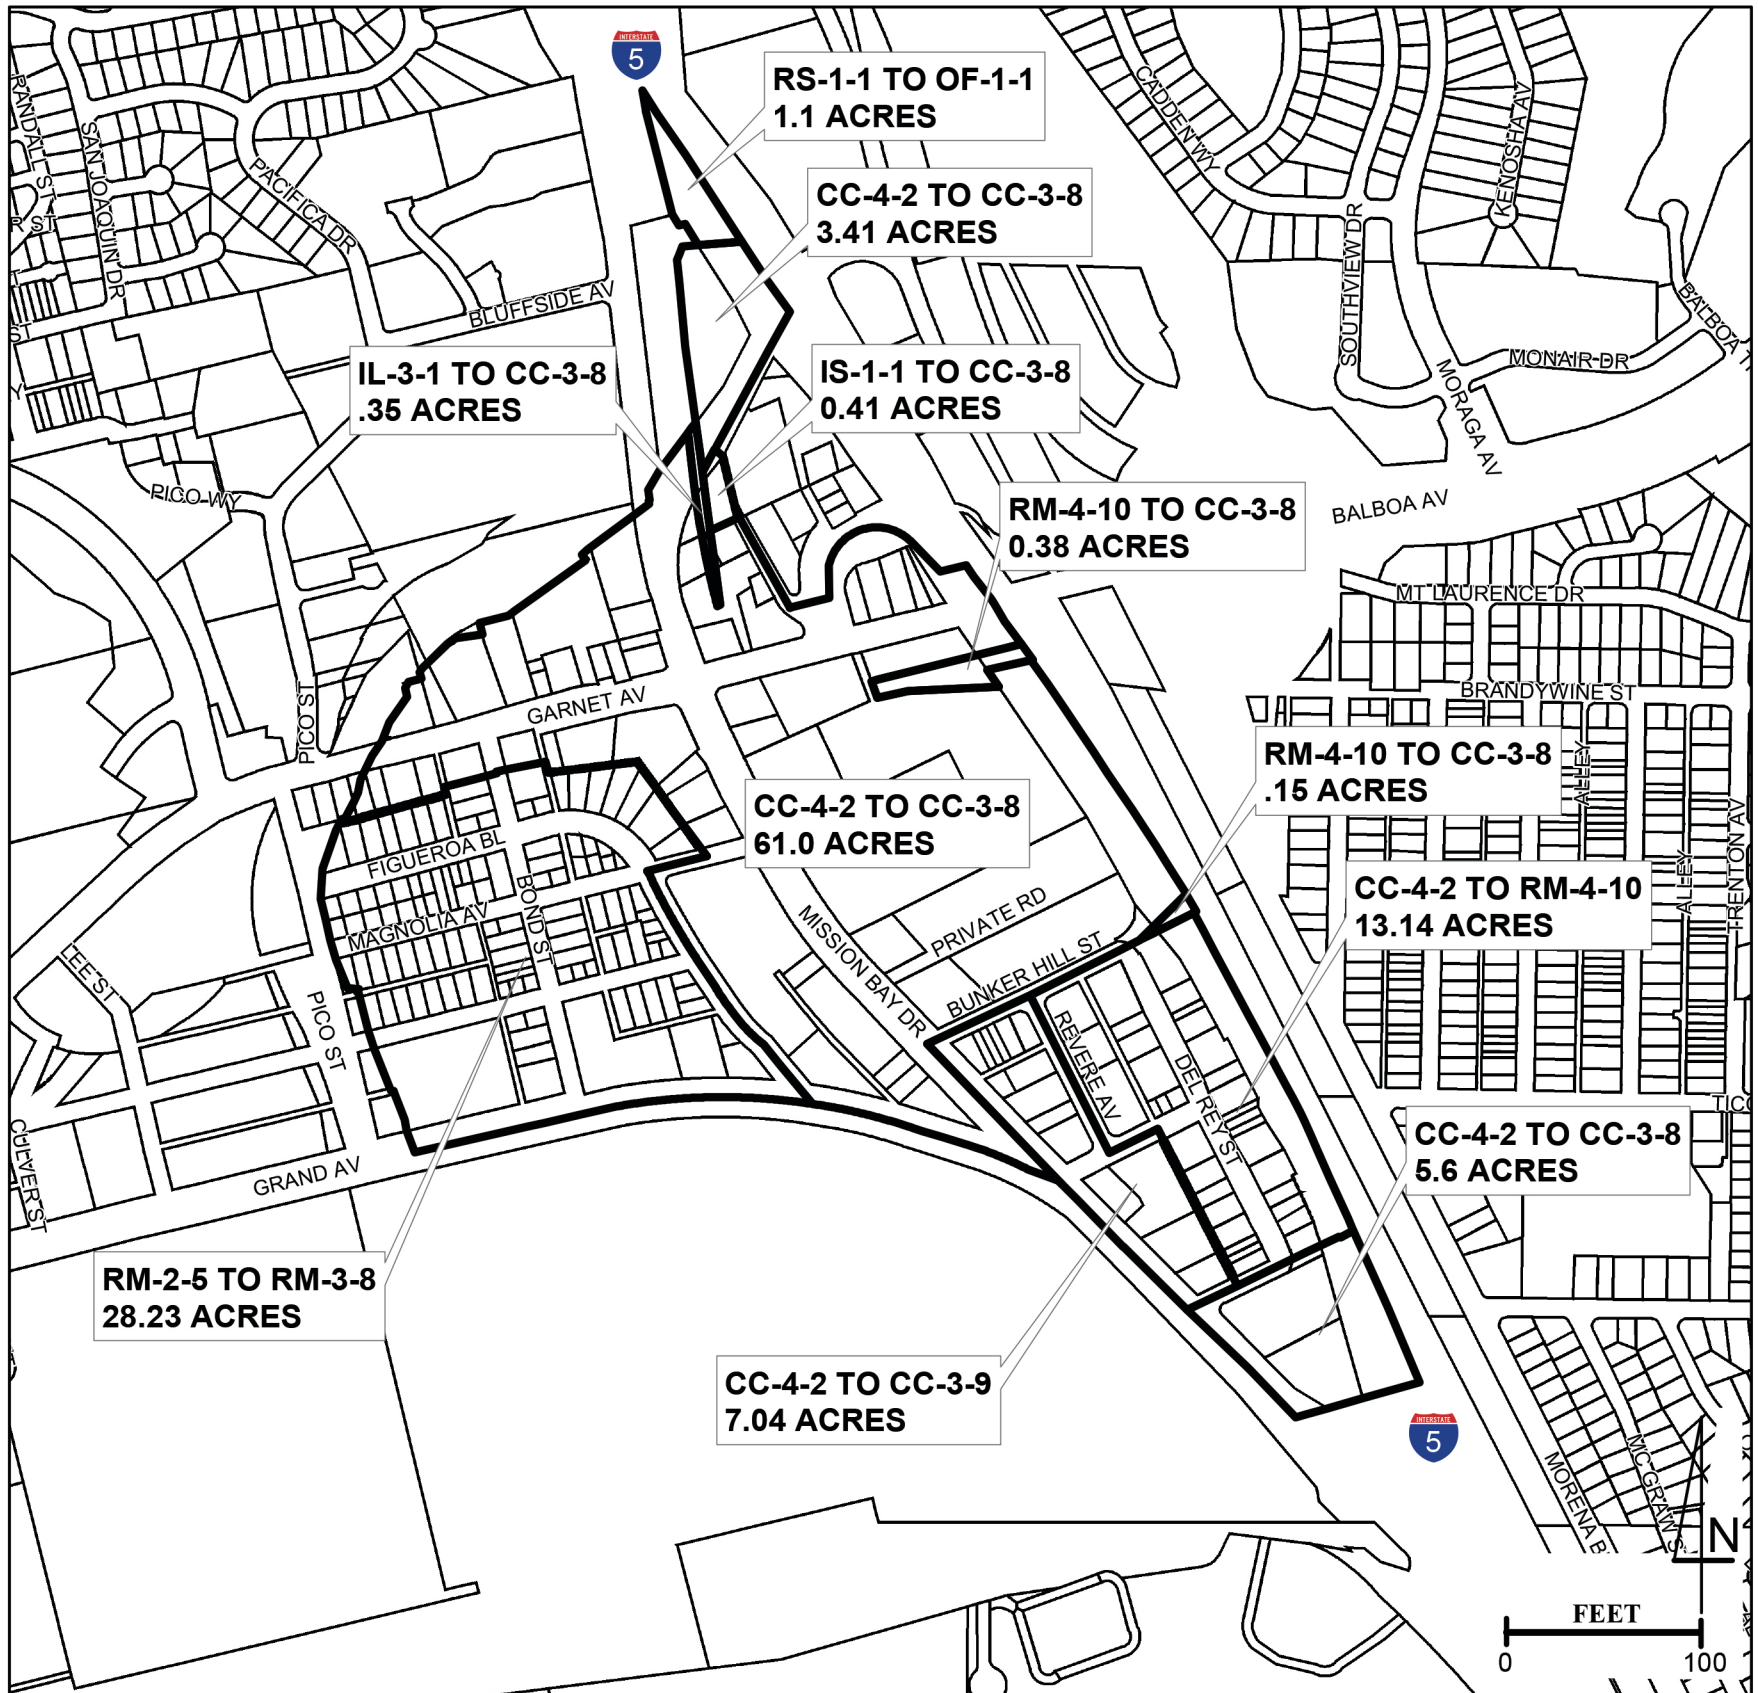 INTERSTATE
5
RS-1-1 TO OF-1-1
1.1 ACRES
CC-4-2 TO CC-3-8
3.41 ACRES
IL-3-1 TO CC-3-8
.35 ACRES
IS-1-1 TO CC-3-8
0.41 ACRES
RM-4-10 TO CC-3-8
0.38 ACRES
RM-4-10 TO CC-3-8
.15 ACRES
CC-4-2 TO CC-3-8
61.0 ACRES
CC-4-2 TO RM-4-10
13.14 ACRES
CC-4-2 TO CC-3-8
5.6 ACRES
RM-2-5 TO RM-3-8
28.23 ACRES
CC-4-2 TO CC-3-9
7.04 ACRES
RANDALL ST
SAN JOAQUIN DR
PACIFICA DR
BLUFFSIDE AV
CADDEN WY
KENOSHA AV
SOUTHVIEW DR
MONAIR DR
BALBOA
MORAGA AV
BALBOA AV
PICO WY
PICO ST
GARNET AV
MT LAURENCE DR
BRANDYWINE ST
ALLEY
ALLEY
TRENTON AV
FIGUEROA BL
BOND ST
MAGNOLIA AV
LEE ST
PICO ST
MISSION BAY DR
PRIVATE RD
BUNKER HILL ST
REVERE AV
DEL REY ST
GRAND AV
CULVER ST
R ST
ST
TICO
INTERSTATE
5
MORENA B
MC GRAW S
N
FEET
0 100